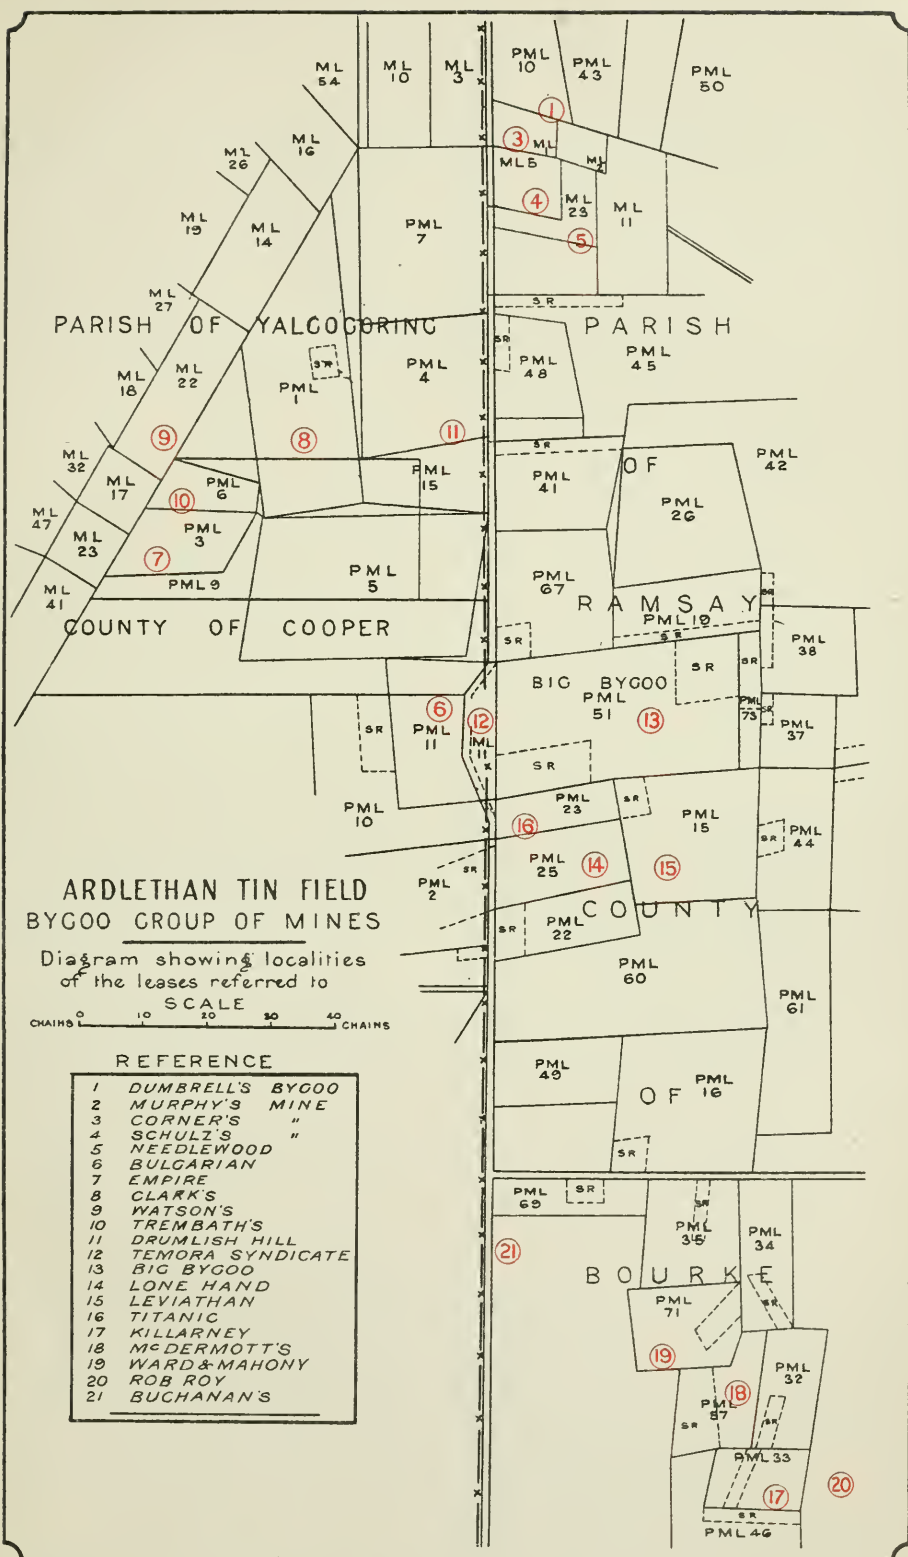 ML 54
ML 10
ML 3
PML 10
PML 43
PML 50
1
ML 16
ML 26
3
ML 1
ML 2
ML5
ML 19
ML 14
PML 7
4
ML 23
ML 11
5
ML 27
SR
PARISH OF YALGOGORING
PARISH
ML 18
ML 22
SR
PML 1
PML 4
SR
PML 48
PML 45
9
8
11
ML 32
ML 17
PML 6
PML 15
SR
PML 41
OF
PML 42
10
ML 47
ML 23
PML 3
PML 26
7
PML 9
PML 5
PML 67
SR
ML 41
RAMSAY
COUNTY OF COOPER
PML 19
SR
SR
SR
SR
PML 38
BIG BYGOO
PML 51
6
12
13
PML 73
SR
PML 37
SR
PML 11
ML 11
SR
PML 10
PML 23
SR
PML 15
SR
PML 44
16
PML 25
14
15
SR
PML 2
ARDLETHAN TIN FIELD
BYGOO GROUP OF MINES
SR
PML 22
COUNTY
Diagram showing localities
of the leases referred to
SCALE
CHAINS 0 10 20 30 40 CHAINS
PML 60
PML 61
PML 49
OF
PML 16
SR
REFERENCE
1 DUMBRELL'S BYGOO
2 MURPHY'S MINE
3 CORNER'S "
4 SCHULZ'S "
5 NEEDLEWOOD
6 BULGARIAN
7 EMPIRE
8 CLARK'S
9 WATSON'S
10 TREMBATH'S
11 DRUMLISH HILL
12 TEMORA SYNDICATE
13 BIG BYGOO
14 LONE HAND
15 LEVIATHAN
16 TITANIC
17 KILLARNEY
18 McDERMOTT'S
19 WARD & MAHONY
20 ROB ROY
21 BUCHANAN'S
PML 69
SR
SR
PML 35
PML 34
21
BOURKE
PML 71
SR
19
PML 32
18
PML 57
SR
SR
PML 33
17
20
SR
PML 46